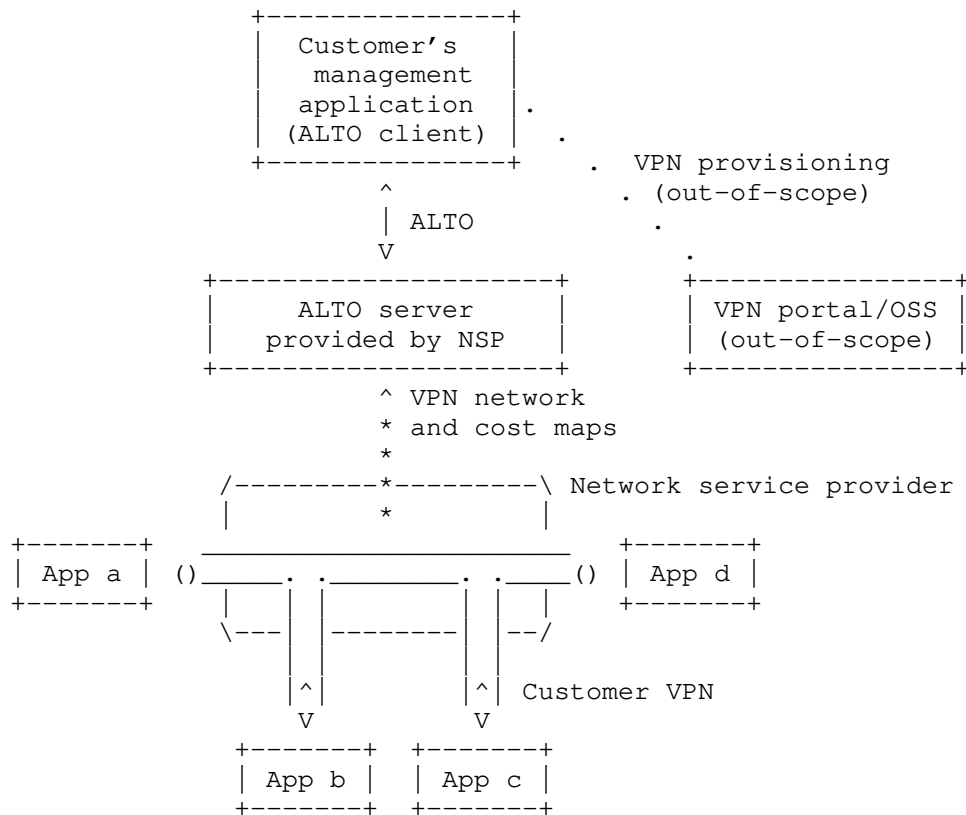 Customer's
management
application
(ALTO client)
VPN provisioning
(out-of-scope)
ALTO
ALTO server
provided by NSP
VPN portal/OSS
(out-of-scope)
VPN network
and cost maps
Network service provider
App a
App d
Customer VPN
App b
App c